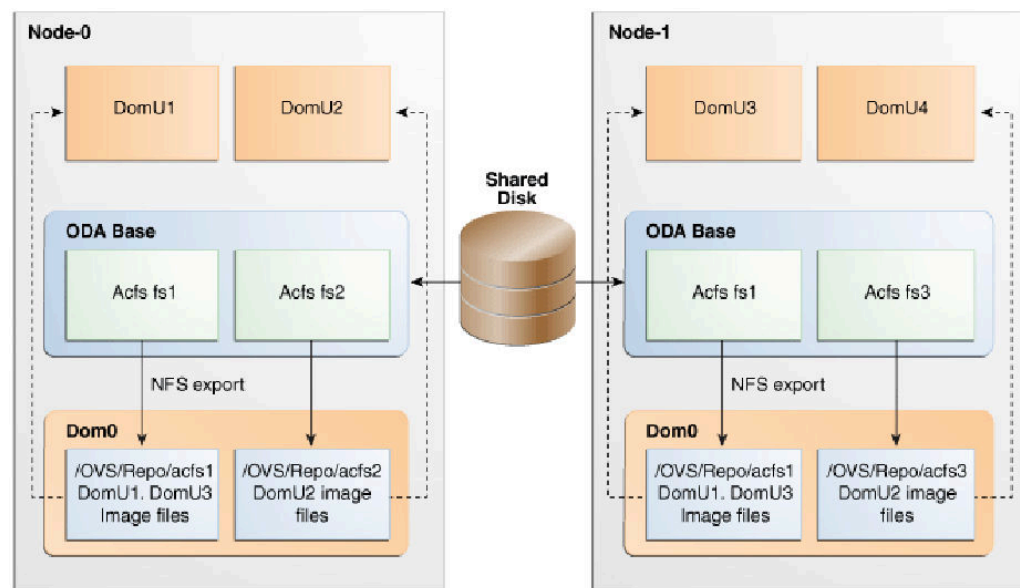 Node-0
DomU1
DomU2
ODA Base
Acfs fs1
Acfs fs2
NFS export
Dom0
/OVS/Repo/acfs1
DomU1. DomU3
Image files
/OVS/Repo/acfs2
DomU2 image
files
Shared
Disk
Node-1
DomU3
DomU4
ODA Base
Acfs fs1
Acfs fs3
NFS export
Dom0
/OVS/Repo/acfs1
DomU1. DomU3
Image files
/OVS/Repo/acfs3
DomU2 image
files